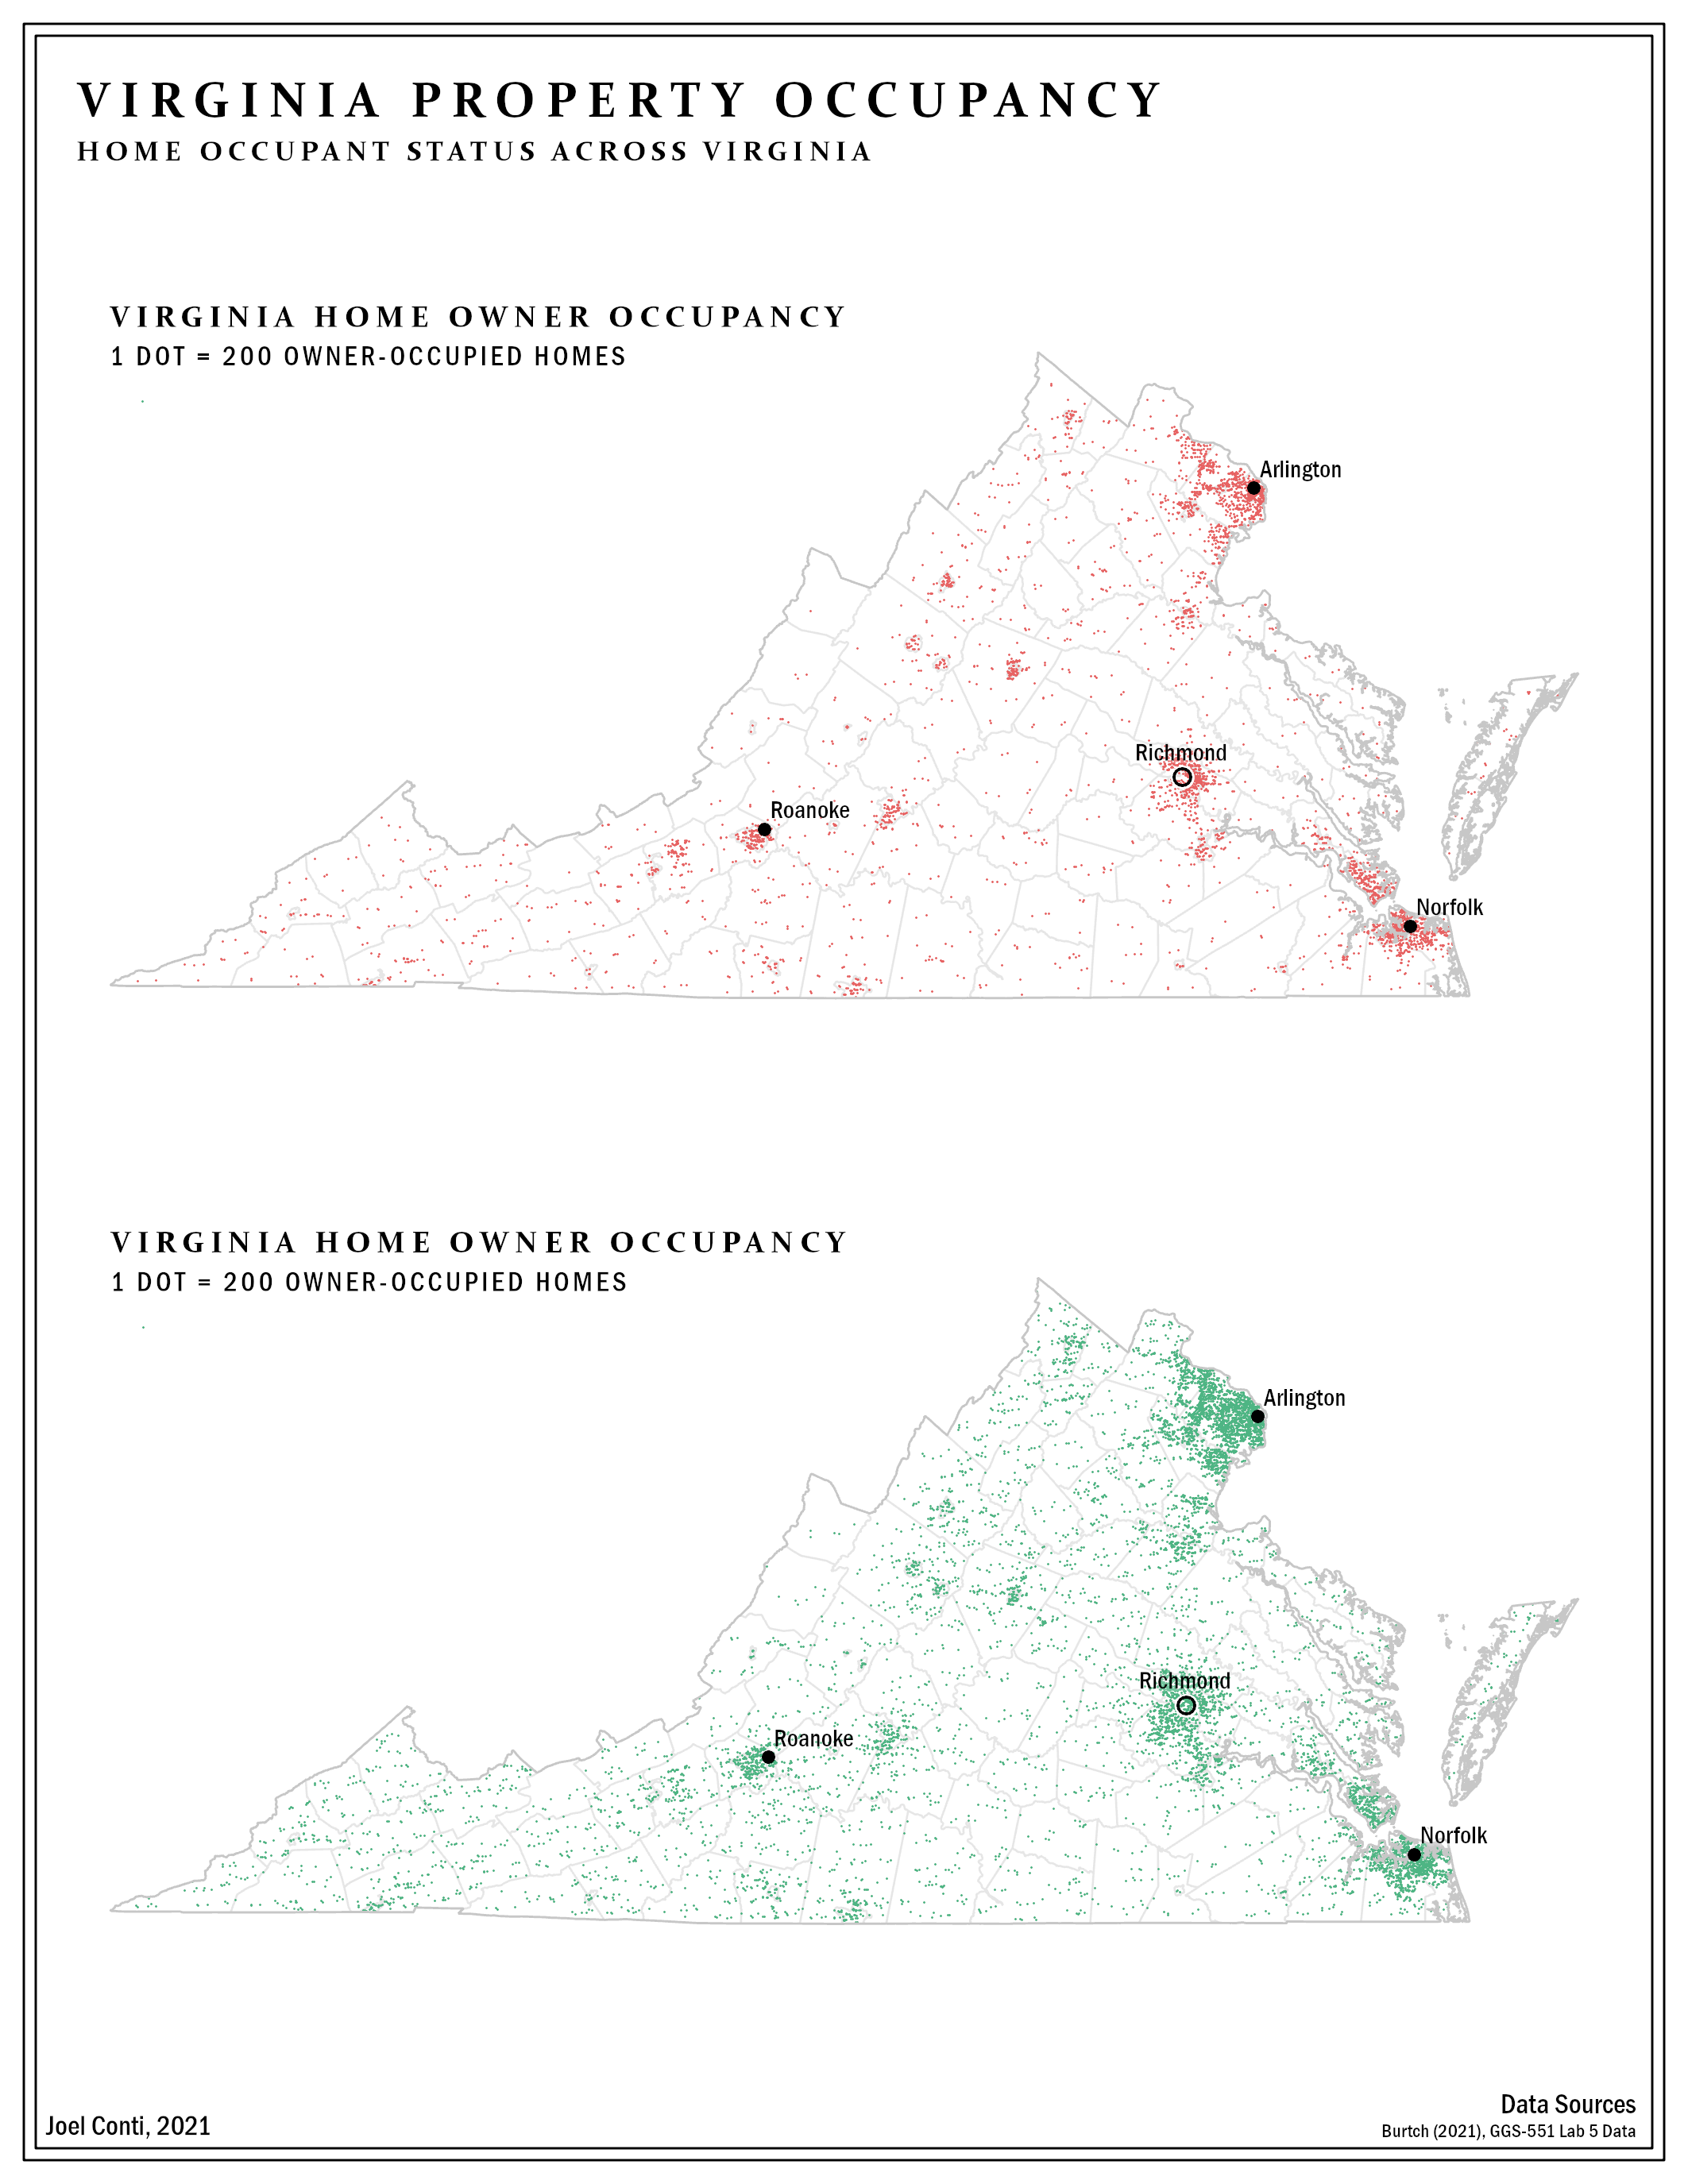 VIRGINIA PROPERTY OCCUPANCY
HOME OCCUPANT STATUS ACROSS VIRGINIA
VIRGINIA HOME OWNER OCCUPANCY
1 DOT = 200 OWNER-OCCUPIED HOMES
Arlington
Richmond
Roanoke
Norfolk
VIRGINIA HOME OWNER OCCUPANCY
1 DOT = 200 OWNER-OCCUPIED HOMES
Arlington
Richmond
Roanoke
Norfolk
Joel Conti, 2021
Data Sources
Burtch (2021), GGS-551 Lab 5 Data